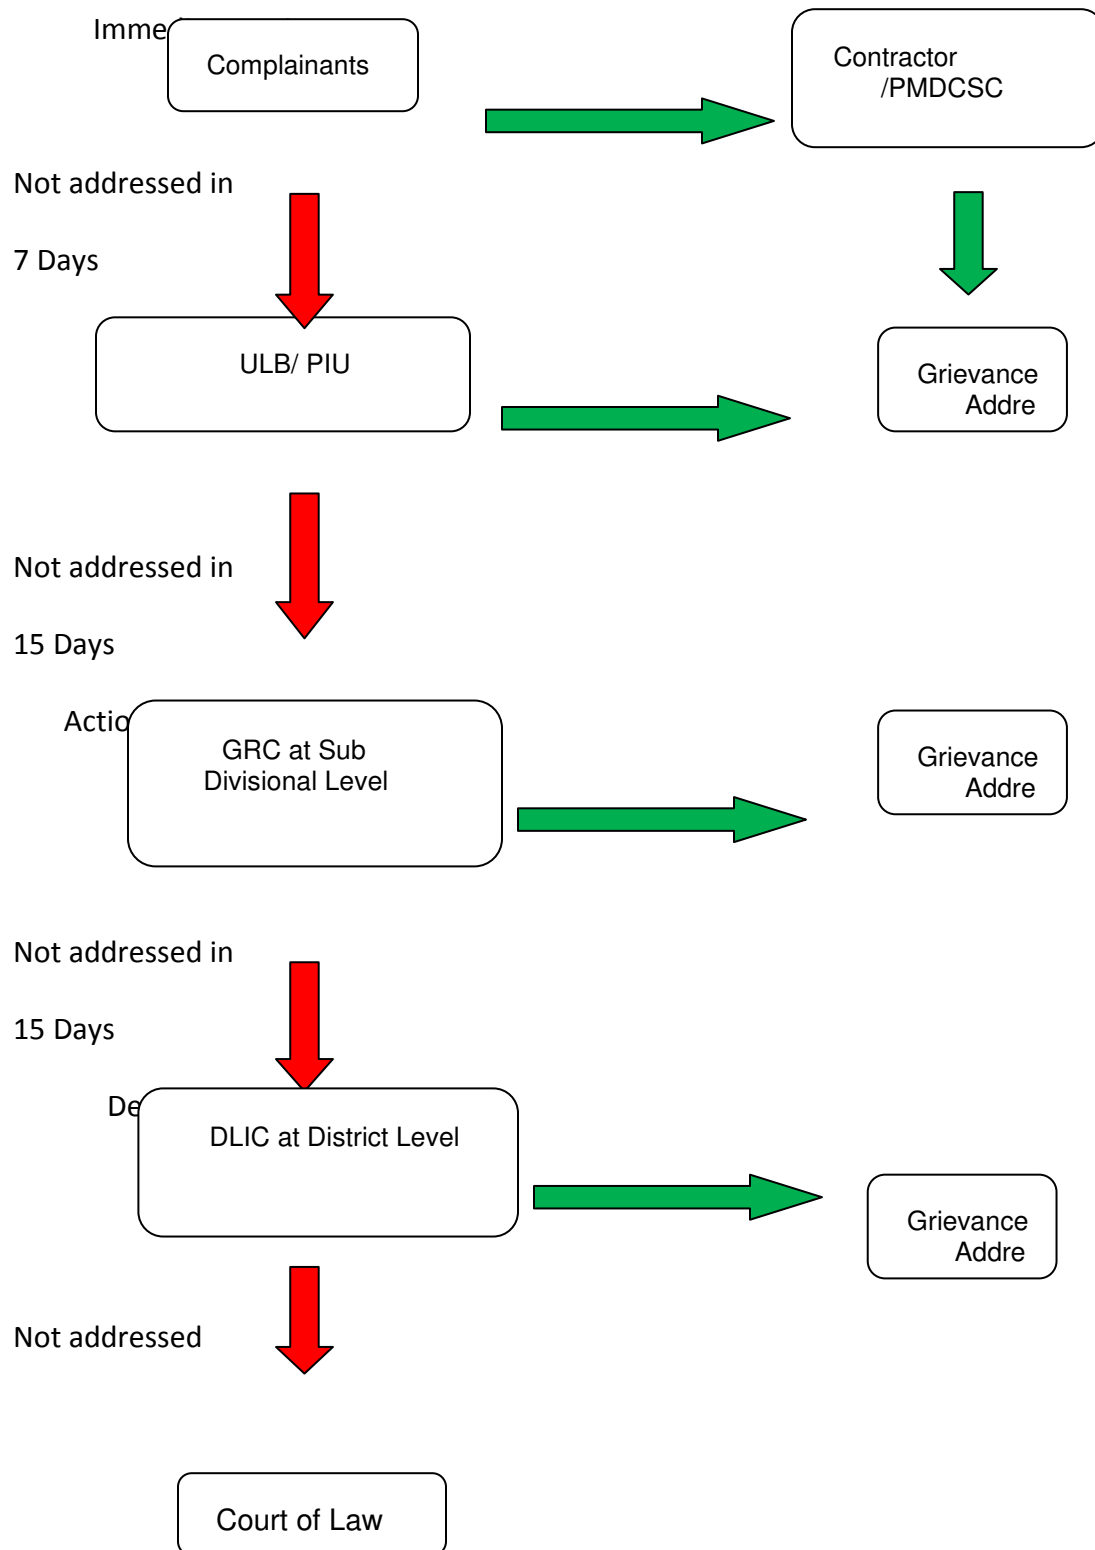 Imme
Complainants
Contractor
/PMDCSC
Not addressed in
7 Days
ULB/ PIU
Grievance
Addre
Not addressed in
15 Days
Actio
GRC at Sub
Divisional Level
Grievance
Addre
Not addressed in
15 Days
De
DLIC at District Level
Grievance
Addre
Not addressed
Court of Law